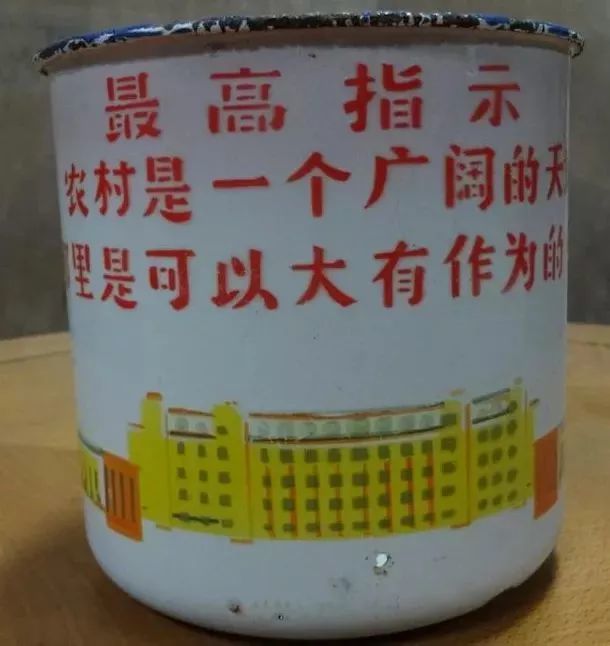 最高指示
农村是一个广阔的天
里是可以大有作为的